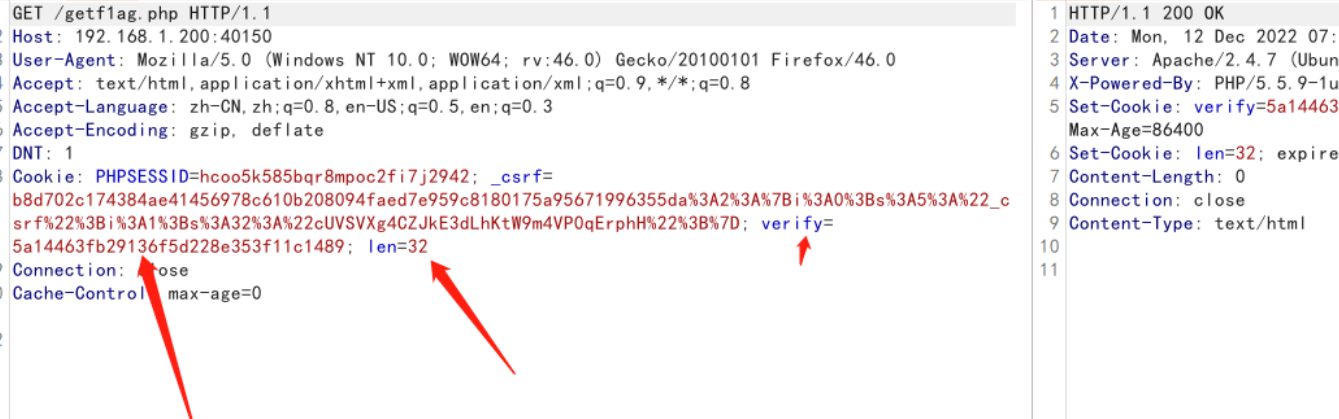 GET /getf1ag.php HTTP/1.1
Host: 192.168.1.200:40150
User-Agent: Mozilla/5.0 (Windows NT 10.0; WOW64; rv:46.0) Gecko/20100101 Firefox/46.0
Accept: text/html,application/xhtml+xml,application/xml;q=0.9,*/*;q=0.8
Accept-Language: zh-CN,zh;q=0.8,en-US;q=0.5,en;q=0.3
Accept-Encoding: gzip, deflate
DNT: 1
Cookie: PHPSESSID=hcoo5k585bqr8mpoc2fi7j2942; _csrf=
b8d702c174384ae41456978c610b208094faed7e959c8180175a95671996355da%3A2%3A%7Bi%3A0%3Bs%3A5%3A%22_c
srf%22%3Bi%3A1%3Bs%3A32%3A%22cUVSVXg4CZJkE3dLhKtW9m4VP0qErphH%22%3B%7D; verify=
5a14463fb29136f5d228e353f11c1489; len=32
Connection: close
Cache-Control: max-age=0
1 HTTP/1.1 200 OK
2 Date: Mon, 12 Dec 2022 07:
3 Server: Apache/2.4.7 (Ubun
4 X-Powered-By: PHP/5.5.9-1u
5 Set-Cookie: verify=5a14463
Max-Age=86400
6 Set-Cookie: len=32; expire
7 Content-Length: 0
8 Connection: close
9 Content-Type: text/html
10
11